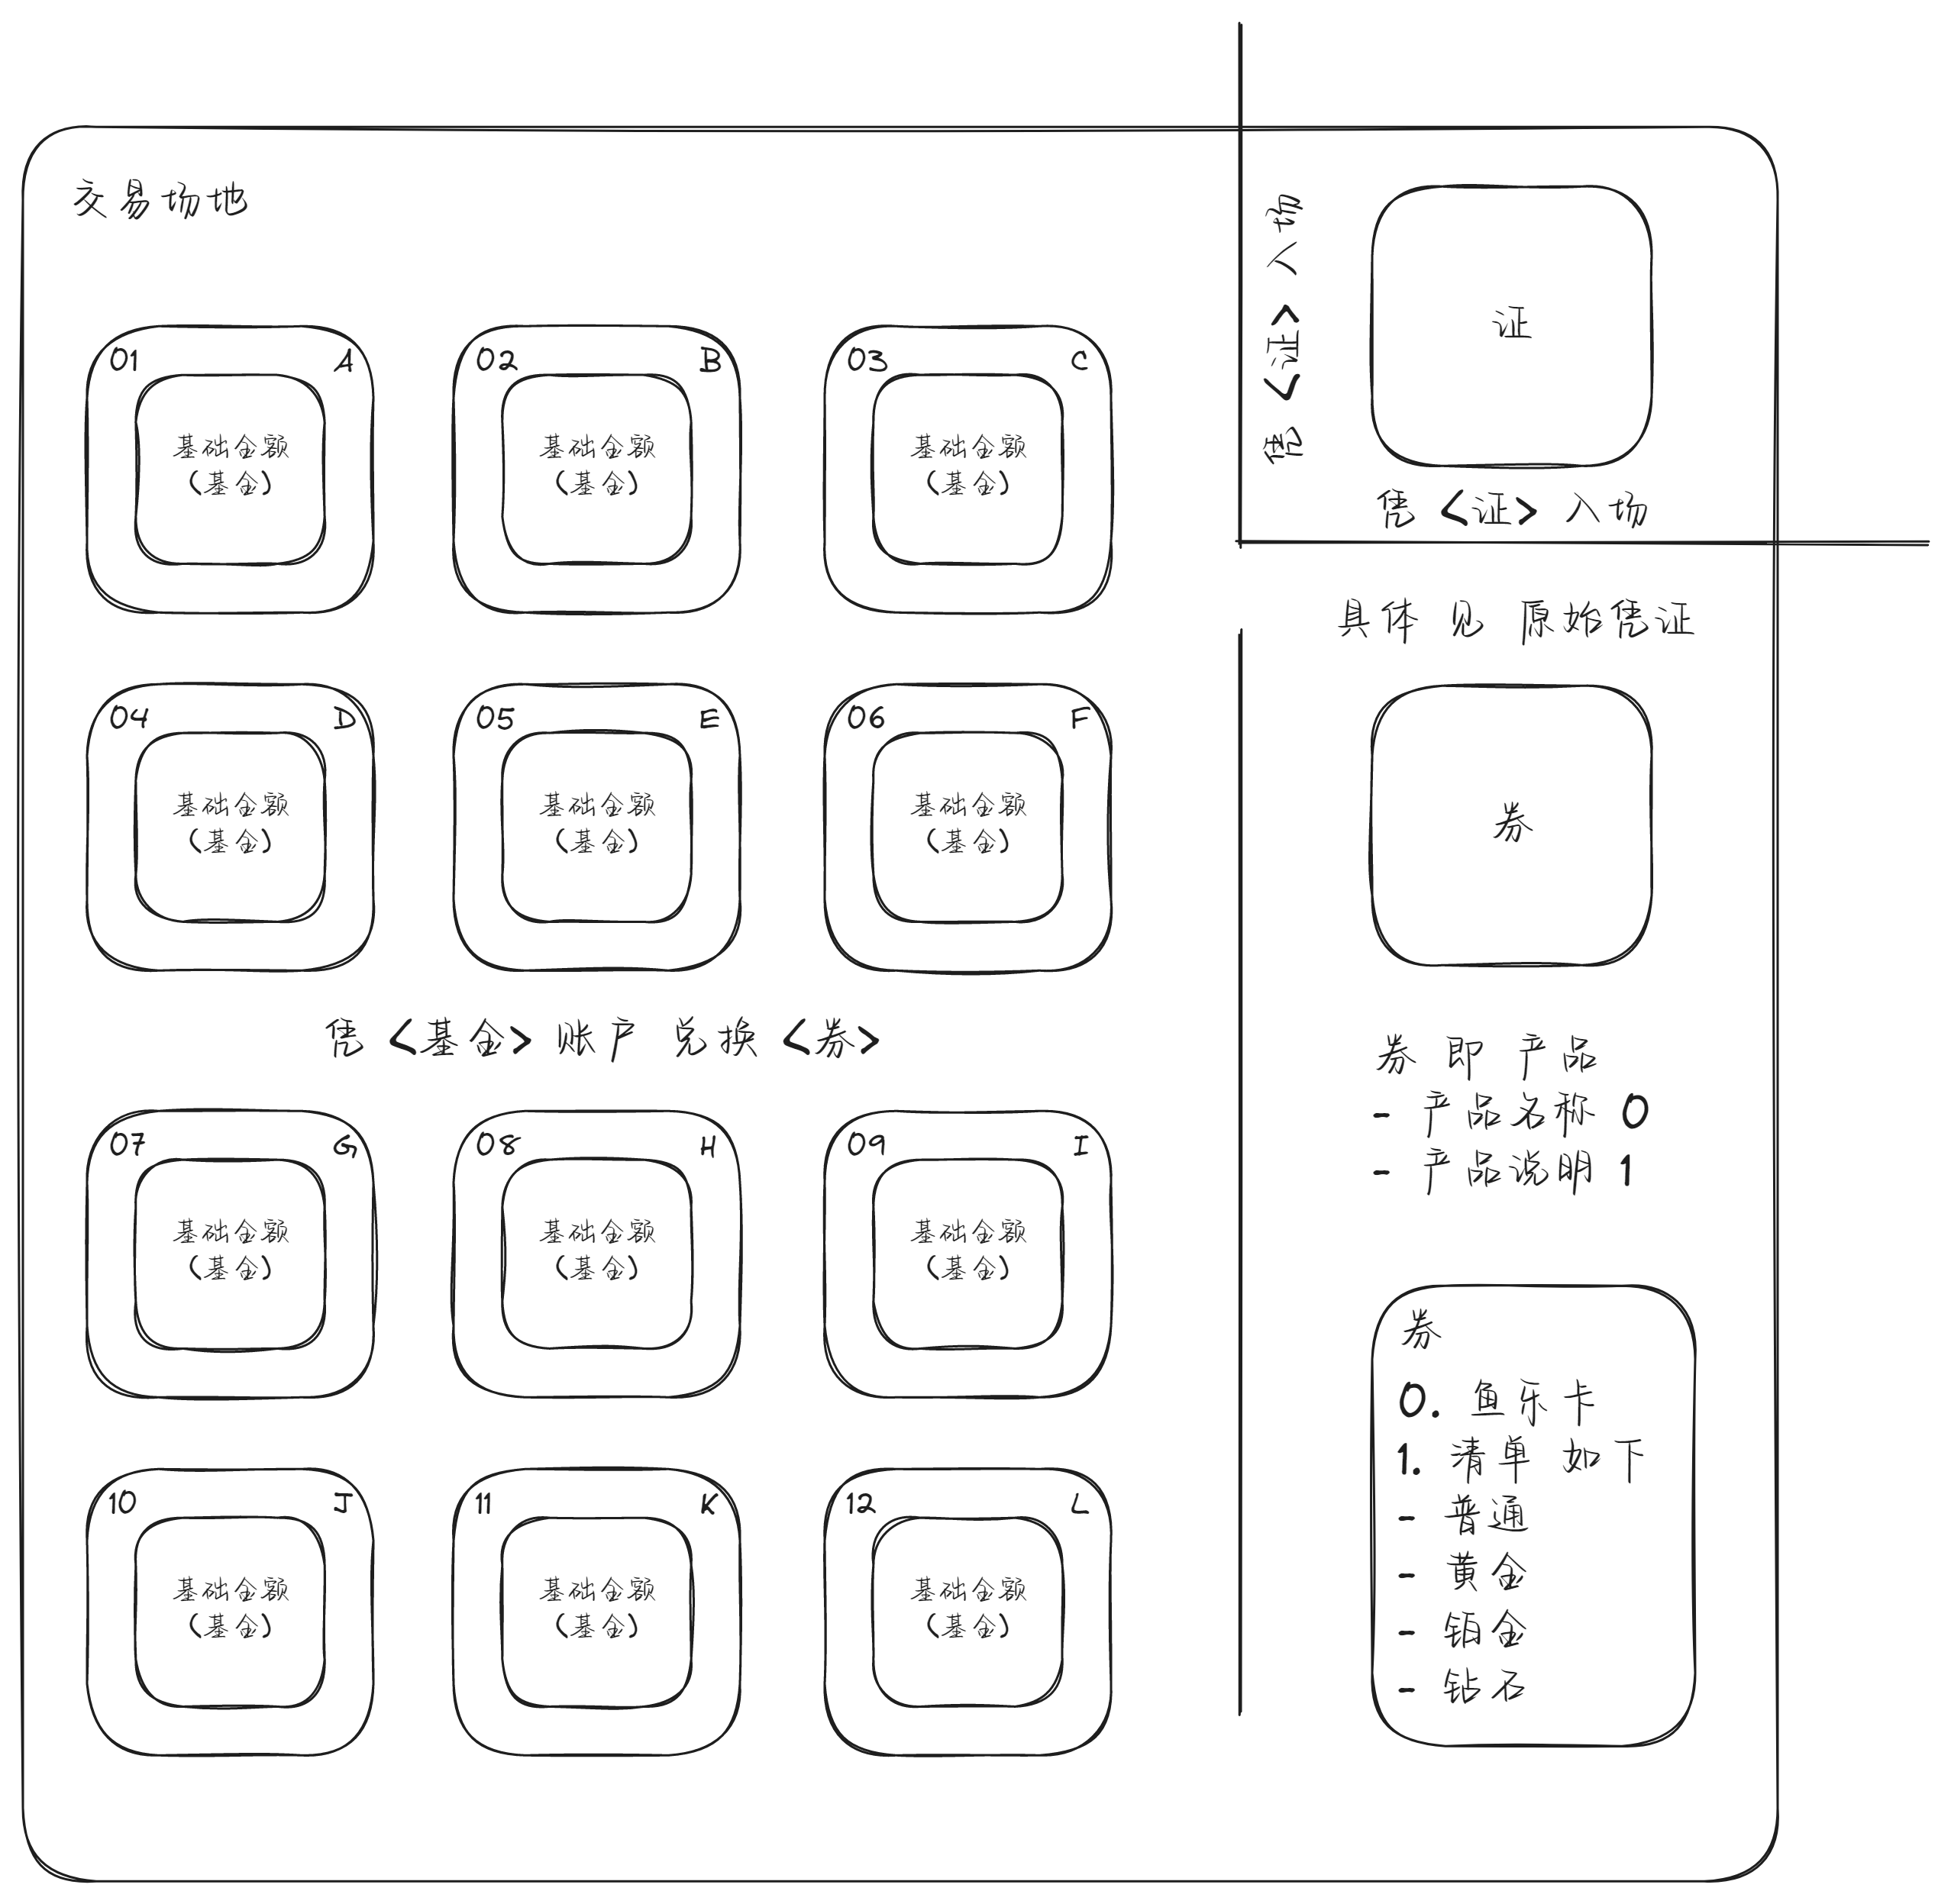 交易场地
01 A
基础金额
(基金)
02 B
基础金额
(基金)
03 C
基础金额
(基金)
04 D
基础金额
(基金)
05 E
基础金额
(基金)
06 F
基础金额
(基金)
凭 <基金> 账户 兑换 <券>
07 G
基础金额
(基金)
08 H
基础金额
(基金)
09 I
基础金额
(基金)
10 J
基础金额
(基金)
11 K
基础金额
(基金)
12 L
基础金额
(基金)
凭 <证> 入场
证
凭 <证> 入场
具体 见 原始凭证
券
券 即 产品
- 产品名称 0
- 产品说明 1
券
0. 鱼乐卡
1. 清单 如下
- 普通
- 黄金
- 铂金
- 钻石